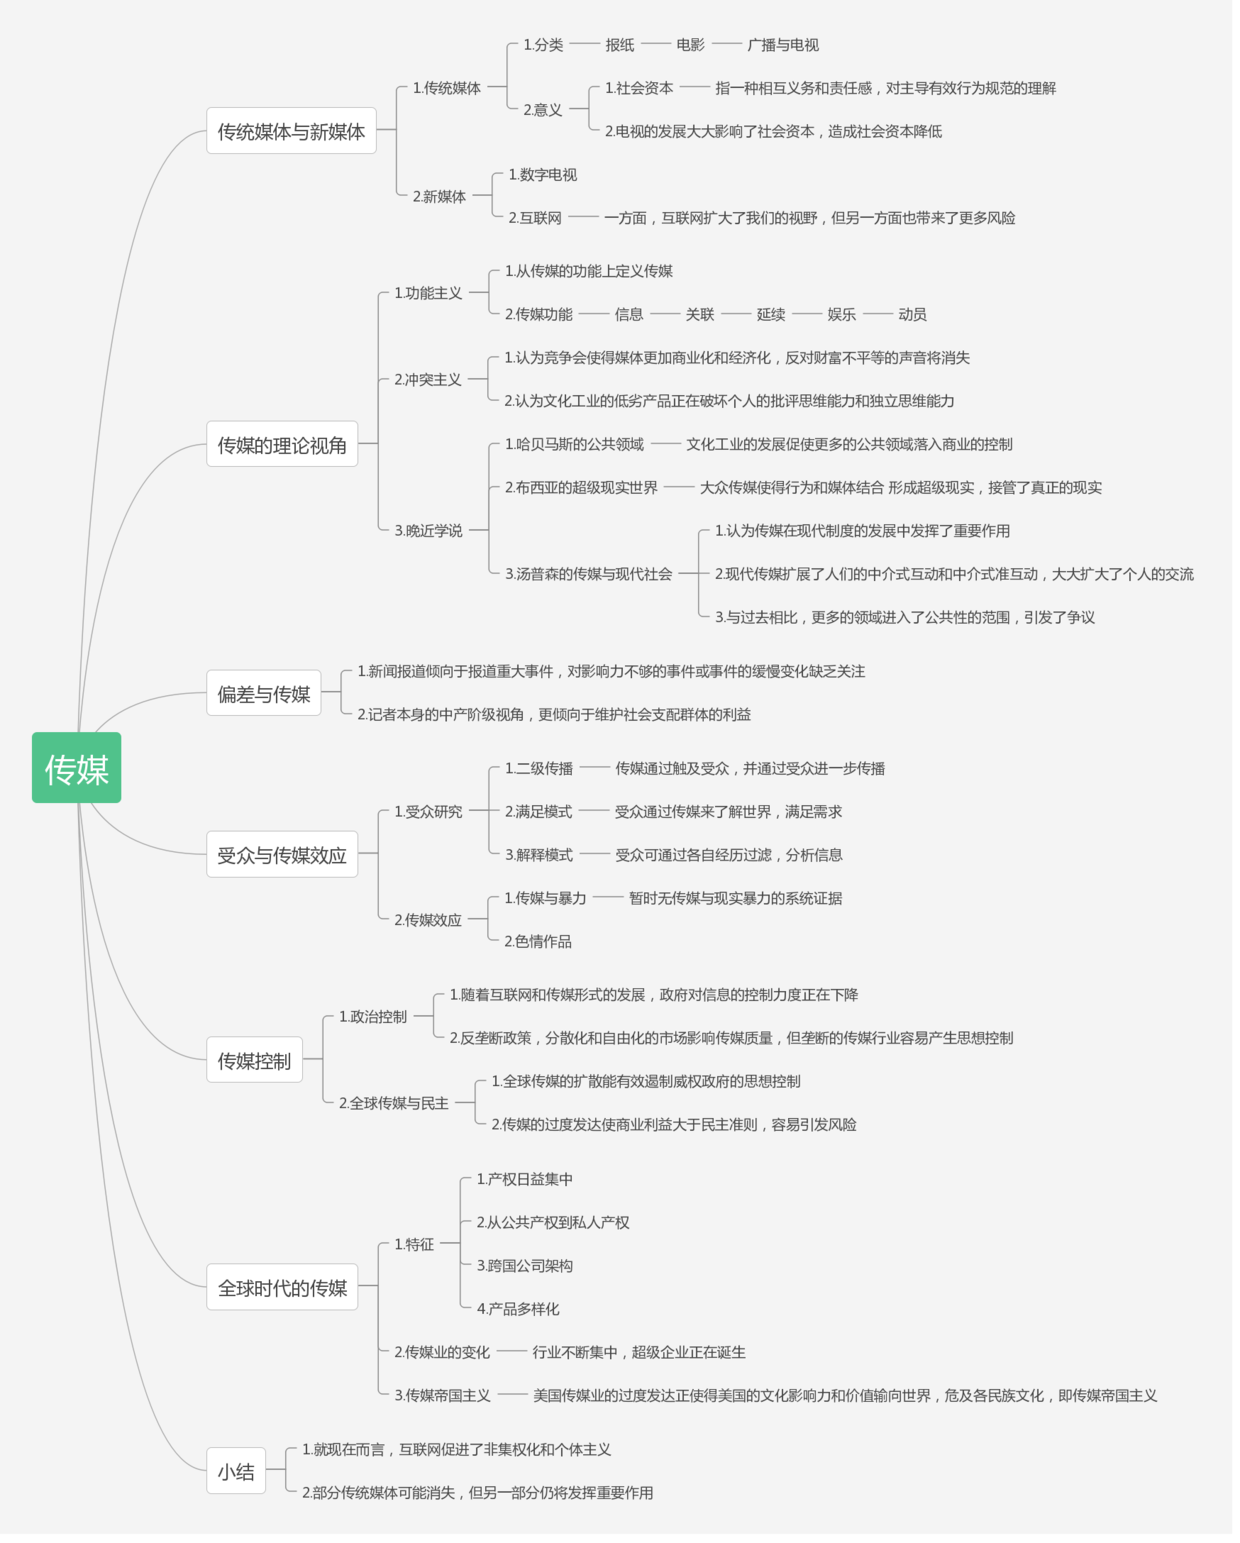 传媒
传统媒体与新媒体
1.传统媒体
1.分类
报纸
电影
广播与电视
2.意义
1.社会资本
指一种相互义务和责任感，对主导有效行为规范的理解
2.电视的发展大大影响了社会资本，造成社会资本降低
2.新媒体
1.数字电视
2.互联网
一方面，互联网扩大了我们的视野，但另一方面也带来了更多风险
传媒的理论视角
1.功能主义
1.从传媒的功能上定义传媒
2.传媒功能
信息
关联
延续
娱乐
动员
2.冲突主义
1.认为竞争会使得媒体更加商业化和经济化，反对财富不平等的声音将消失
2.认为文化工业的低劣产品正在破坏个人的批评思维能力和独立思维能力
3.晚近学说
1.哈贝马斯的公共领域
文化工业的发展促使更多的公共领域落入商业的控制
2.布西亚的超级现实世界
大众传媒使得行为和媒体结合 形成超级现实，接管了真正的现实
3.汤普森的传媒与现代社会
1.认为传媒在现代制度的发展中发挥了重要作用
2.现代传媒扩展了人们的中介式互动和中介式准互动，大大扩大了个人的交流
3.与过去相比，更多的领域进入了公共性的范围，引发了争议
偏差与传媒
1.新闻报道倾向于报道重大事件，对影响力不够的事件或事件的缓慢变化缺乏关注
2.记者本身的中产阶级视角，更倾向于维护社会支配群体的利益
受众与传媒效应
1.受众研究
1.二级传播
传媒通过触及受众，并通过受众进一步传播
2.满足模式
受众通过传媒来了解世界，满足需求
3.解释模式
受众可通过各自经历过滤，分析信息
2.传媒效应
1.传媒与暴力
暂时无传媒与现实暴力的系统证据
2.色情作品
传媒控制
1.政治控制
1.随着互联网和传媒形式的发展，政府对信息的控制力度正在下降
2.反垄断政策，分散化和自由化的市场影响传媒质量，但垄断的传媒行业容易产生思想控制
2.全球传媒与民主
1.全球传媒的扩散能有效遏制威权政府的思想控制
2.传媒的过度发达使商业利益大于民主准则，容易引发风险
全球时代的传媒
1.特征
1.产权日益集中
2.从公共产权到私人产权
3.跨国公司架构
4.产品多样化
2.传媒业的变化
行业不断集中，超级企业正在诞生
3.传媒帝国主义
美国传媒业的过度发达正使得美国的文化影响力和价值输向世界，危及各民族文化，即传媒帝国主义
小结
1.就现在而言，互联网促进了非集权化和个体主义
2.部分传统媒体可能消失，但另一部分仍将发挥重要作用